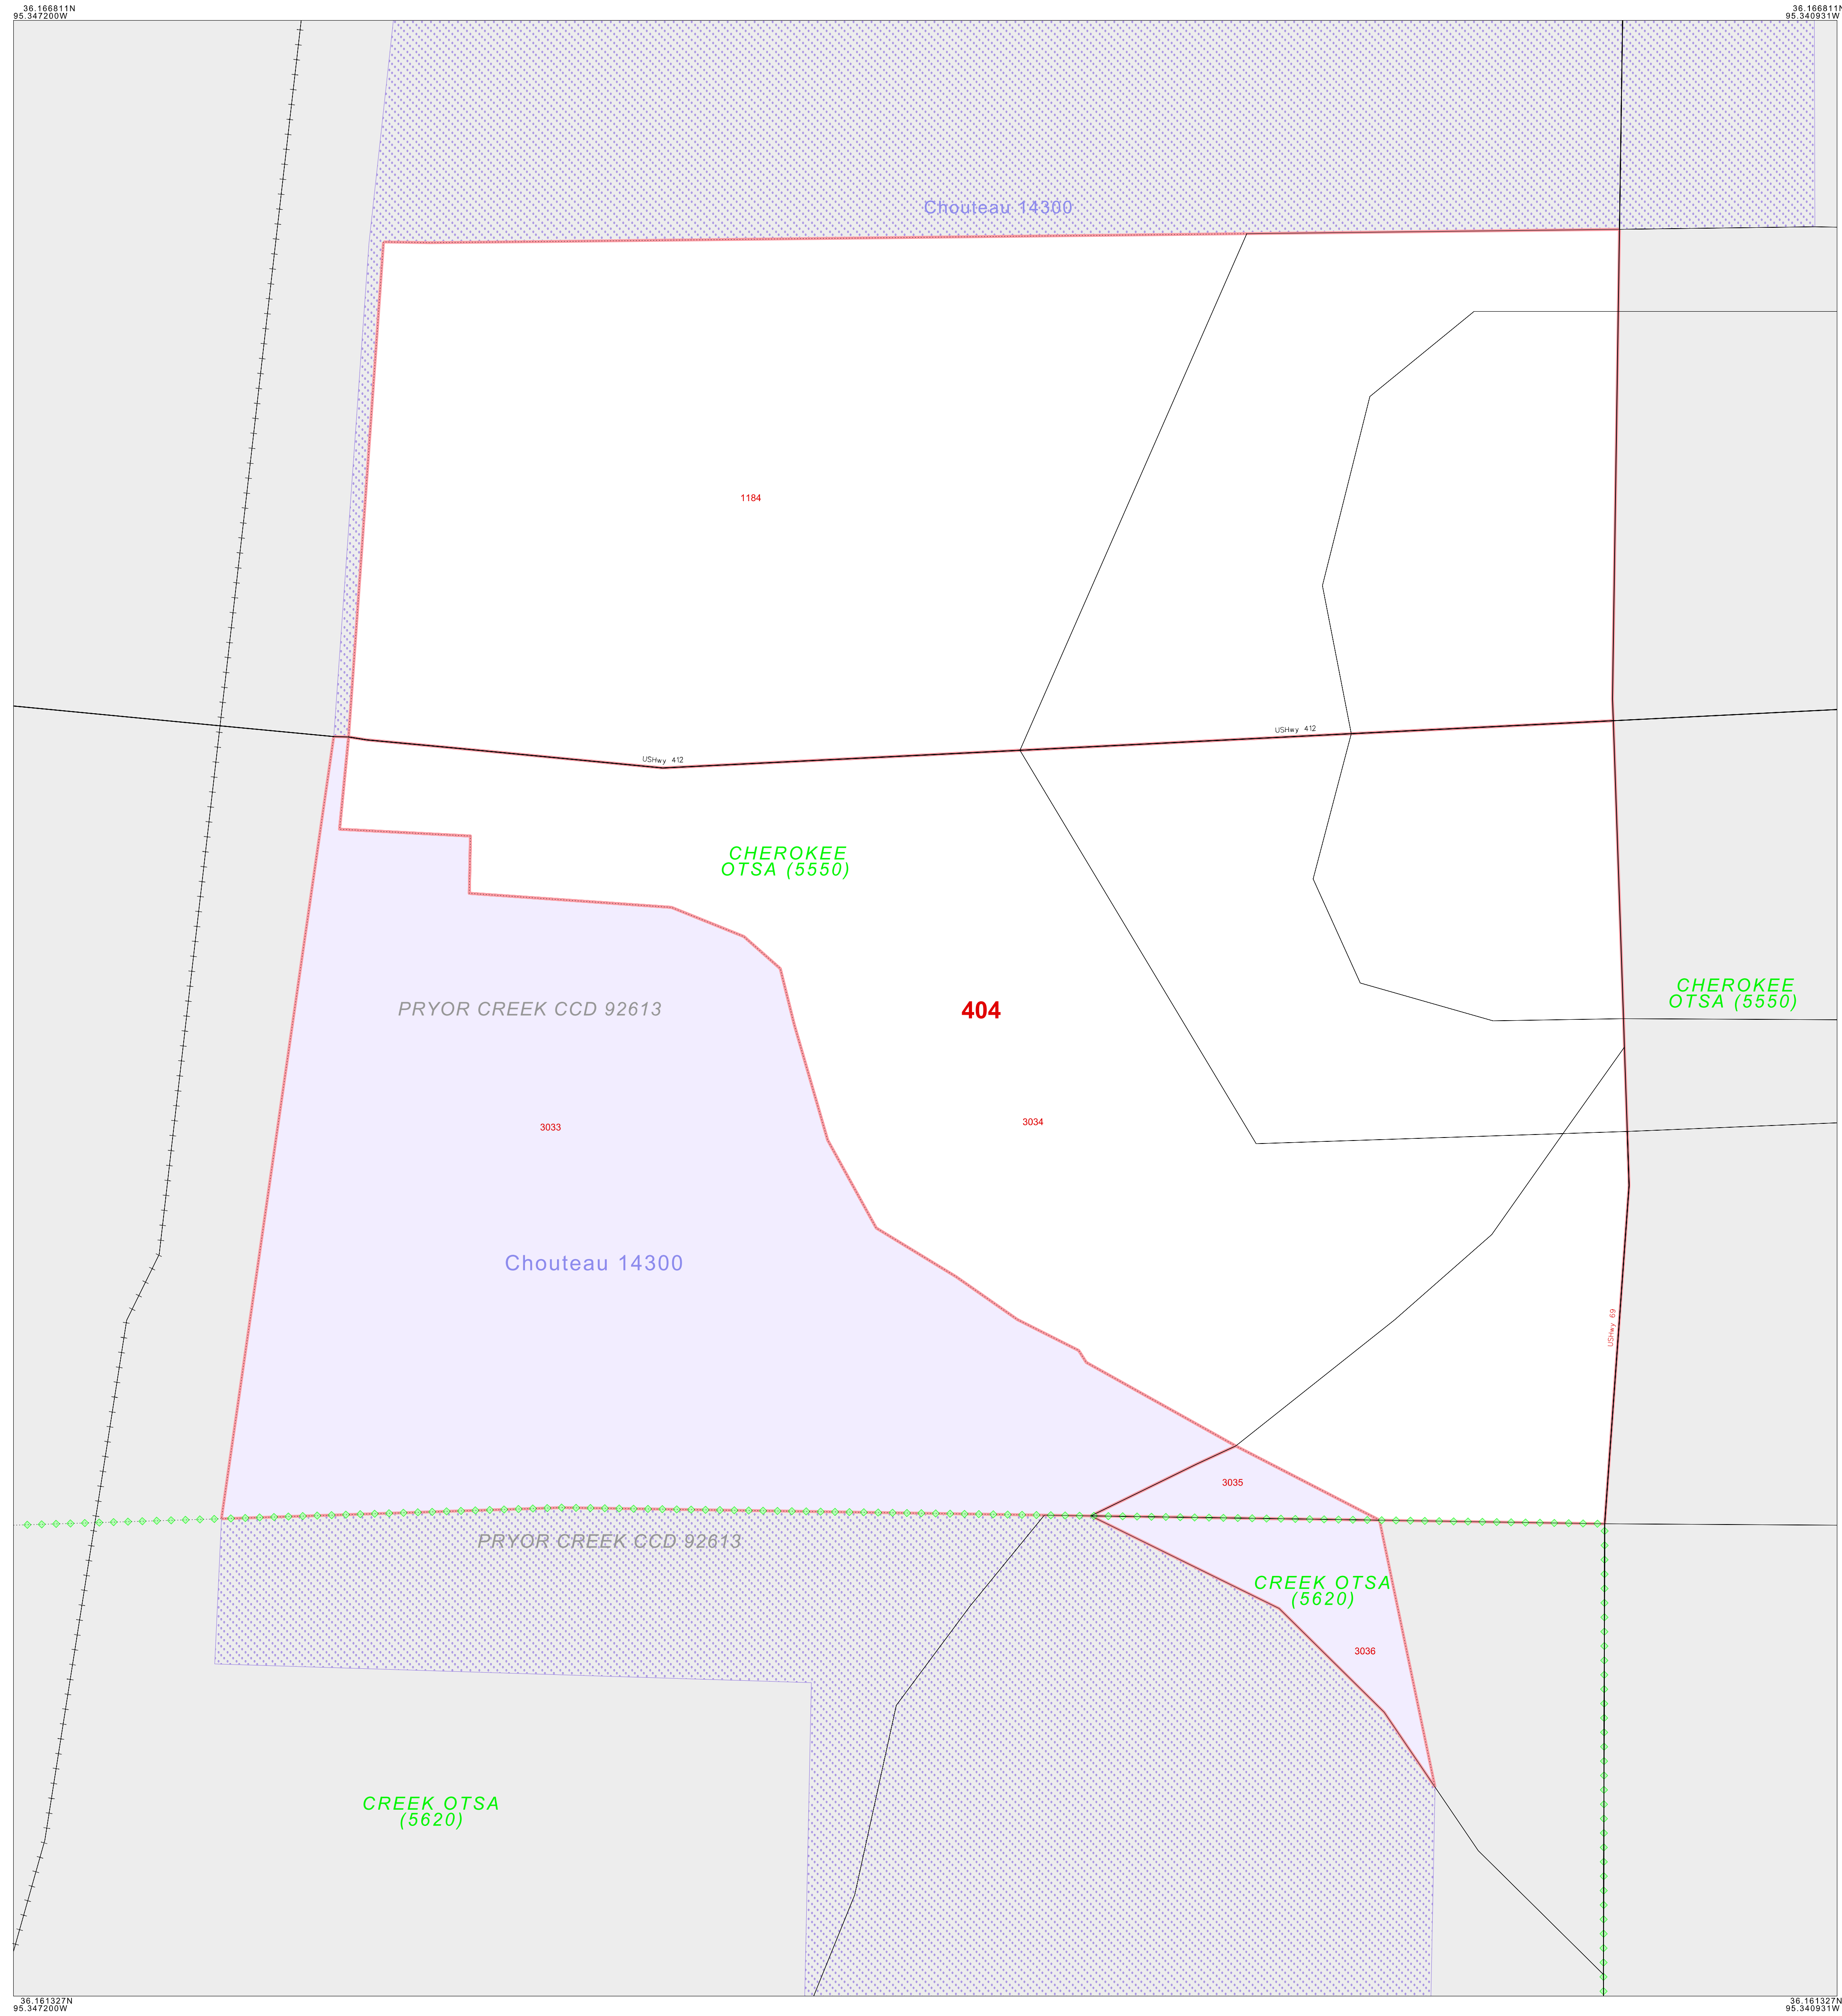 36.166811N
95.347200W
36.166811N
95.340931W
Chouteau 14300
1184
USHwy 412
USHwy 412
CHEROKEE
OTSA (5550)
CHEROKEE
OTSA (5550)
PRYOR CREEK CCD 92613
404
3033
3034
Chouteau 14300
USHwy 69
3035
PRYOR CREEK CCD 92613
CREEK OTSA
(5620)
3036
CREEK OTSA
(5620)
36.161327N
95.347200W
36.161327N
95.340931W